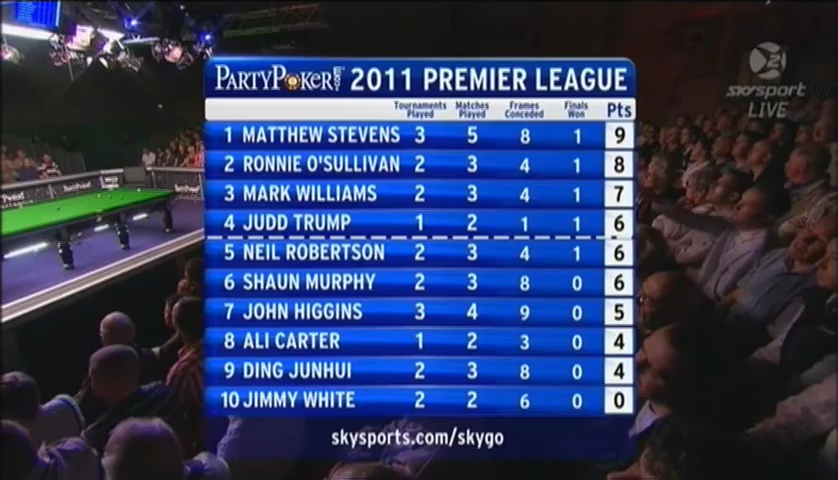 PARTYPOKER.com 2011 PREMIER LEAGUE
2
sky sport
LIVE
Tournaments Played Matches Played Frames Conceded Finals Won Pts
1 MATTHEW STEVENS 3 5 8 1 9
2 RONNIE O'SULLIVAN 2 3 4 1 8
3 MARK WILLIAMS 2 3 4 1 7
4 JUDD TRUMP 1 2 1 1 6
5 NEIL ROBERTSON 2 3 4 1 6
6 SHAUN MURPHY 2 3 8 0 6
7 JOHN HIGGINS 3 4 9 0 5
8 ALI CARTER 1 2 3 0 4
9 DING JUNHUI 2 3 8 0 4
10 JIMMY WHITE 2 2 6 0 0
skysports.com/skygo